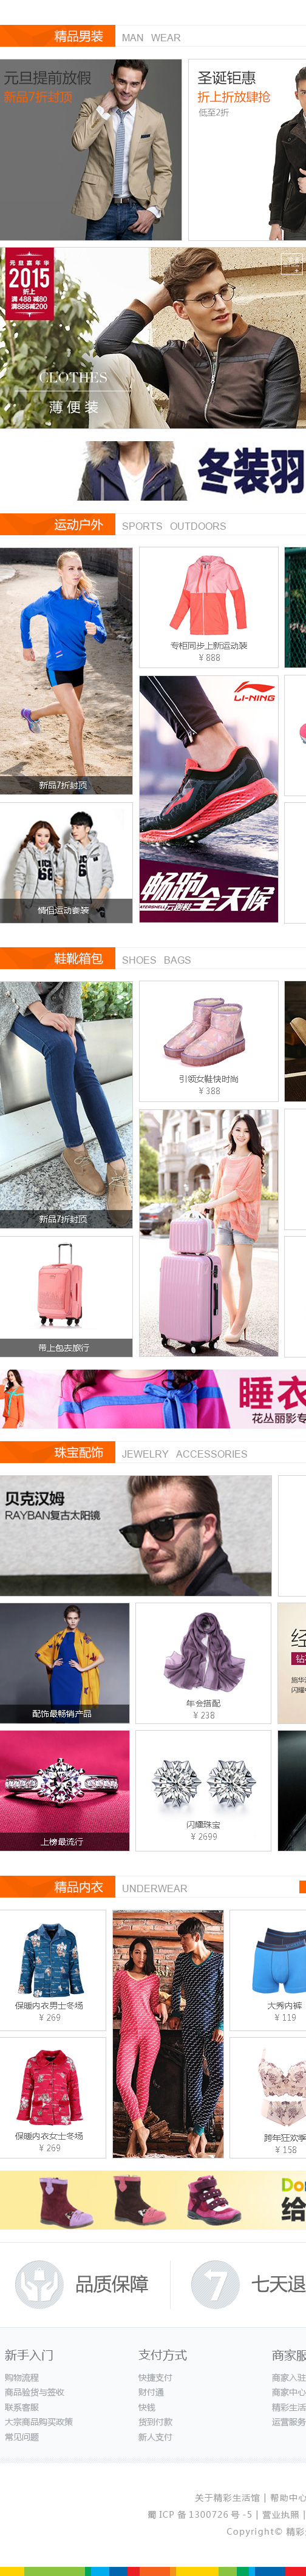 精品男装 MAN WEAR
元旦提前放假
新品7折封顶
圣诞钜惠
折上折放肆抢
低至2折
元旦嘉年华
2015
折上
满 488 减80
满888减200
CLOTHES
薄便装
冬装羽
运动户外 SPORTS OUTDOORS
专柜同步上新运动装
¥ 888
LI-NING
新品7折封顶
情侣运动套装
畅跑全天候
鞋靴箱包 SHOES BAGS
引领女鞋快时尚
¥ 388
新品7折封顶
带上包去旅行
睡衣
花丛丽影专
珠宝配饰 JEWELRY ACCESSORIES
贝克汉姆
RAYBAN复古太阳镜
配饰最畅销产品
年会搭配
¥ 238
上榜最流行
闪耀珠宝
¥ 2699
精品内衣 UNDERWEAR
保暖内衣男士冬场
¥ 269
大秀内裤
¥ 119
保暖内衣女士冬场
¥ 269
跨年狂欢季
¥ 158
给
品质保障
7
七天退
新手入门
购物流程
商品验货与签收
联系客服
大宗商品购买政策
常见问题
支付方式
快捷支付
财付通
快钱
货到付款
新人支付
商家服
商家入驻
商家中心
精彩生活
运营服务
关于精彩生活馆 | 帮助中心
蜀 ICP 备 1300726 号 -5 | 营业执照 |
Copyright© 精彩